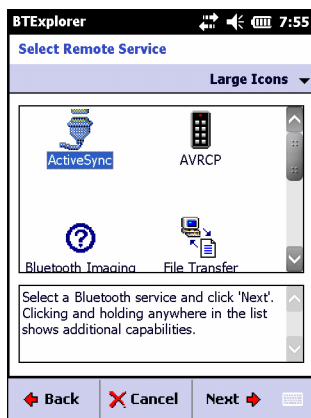 BTExplorer 7:55
Select Remote Service
Large Icons
ActiveSync AVRCP
Bluetooth Imaging File Transfer
Select a Bluetooth service and click 'Next'.
Clicking and holding anywhere in the list
shows additional capabilities.
Back Cancel Next